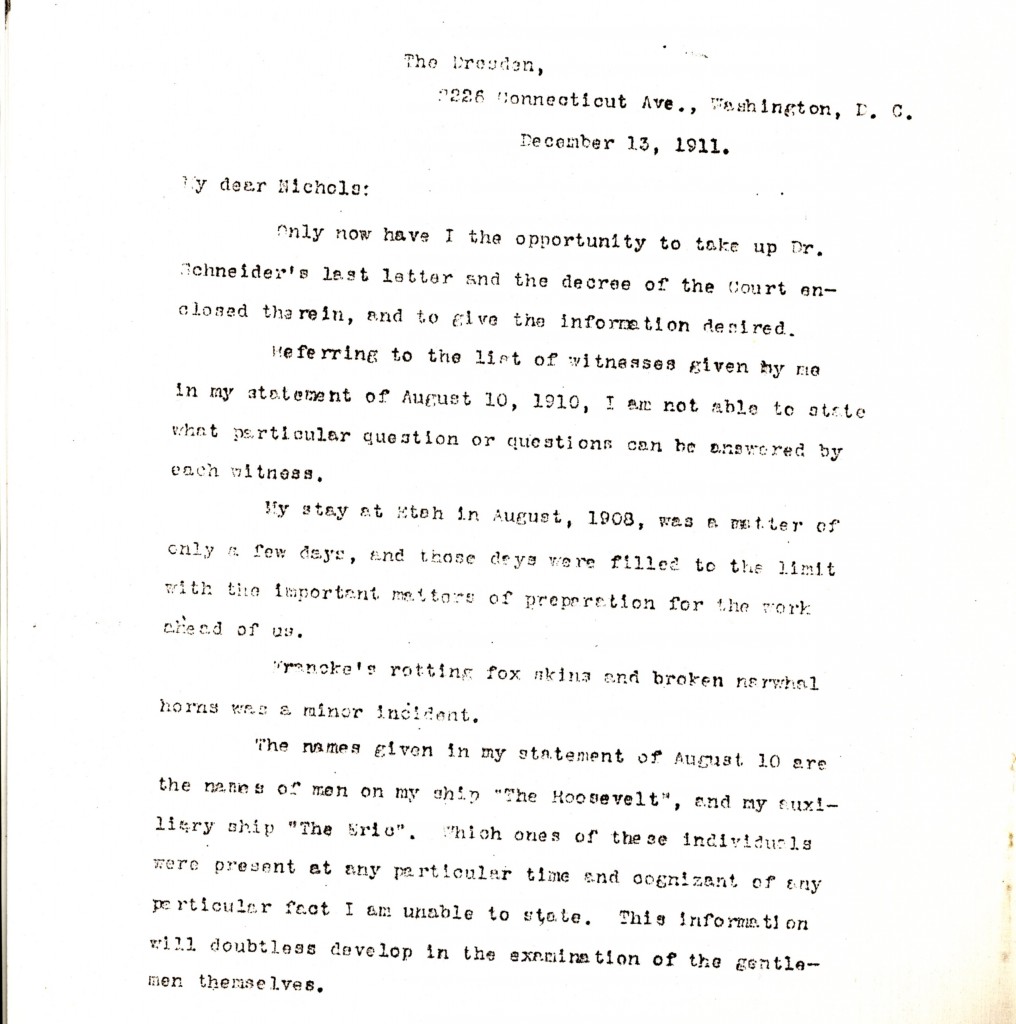 The Dresden,
2226 Connecticut Ave., Washington, D. C.
December 13, 1911.
My dear Nichols:
Only now have I the opportunity to take up Dr.
Schneider's last letter and the decree of the Court en-
closed therein, and to give the information desired.
Referring to the list of witnesses given by me
in my statement of August 10, 1910, I am not able to state
what particular question or questions can be answered by
each witness.
My stay at Etah in August, 1908, was a matter of
only a few days, and those days were filled to the limit
with the important matters of preparation for the work
ahead of us.
Francke's rotting fox skins and broken narwhal
horns was a minor incident.
The names given in my statement of August 10 are
the names of men on my ship "The Roosevelt", and my auxi-
liary ship "The Eric". Which ones of these individuals
were present at any particular time and cognizant of any
particular fact I am unable to state. This information
will doubtless develop in the examination of the gentle-
men themselves.